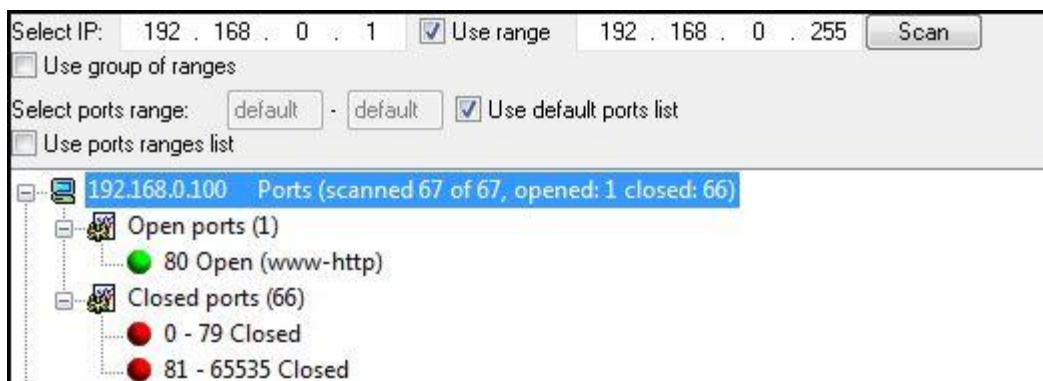 Select IP: 192 . 168 . 0 . 1 Use range 192 . 168 . 0 . 255 Scan
Use group of ranges
Select ports range: default - default Use default ports list
Use ports ranges list
192.168.0.100 Ports (scanned 67 of 67, opened: 1 closed: 66)
Open ports (1)
80 Open (www-http)
Closed ports (66)
0 - 79 Closed
81 - 65535 Closed